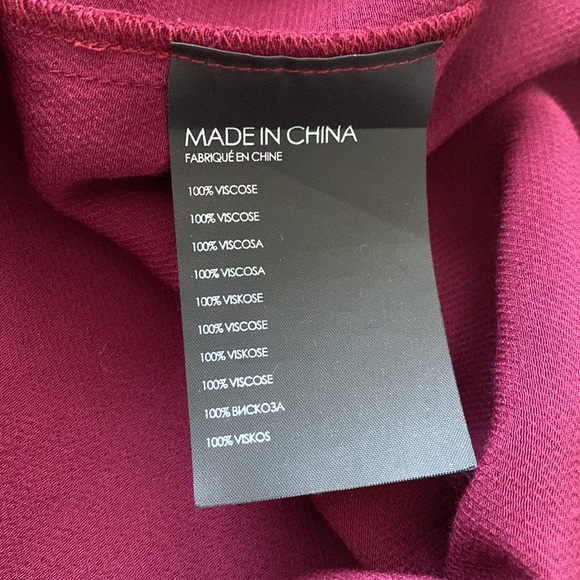 MADE IN CHINA
FABRIQUÉ EN CHINE
100% VISCOSE
100% VISCOSE
100% VISCOSA
100% VISCOSA
100% VISKOSE
100% VISCOSE
100% VISKOSE
100% VISCOSE
100% ВИСКОЗА
100% VISKOS